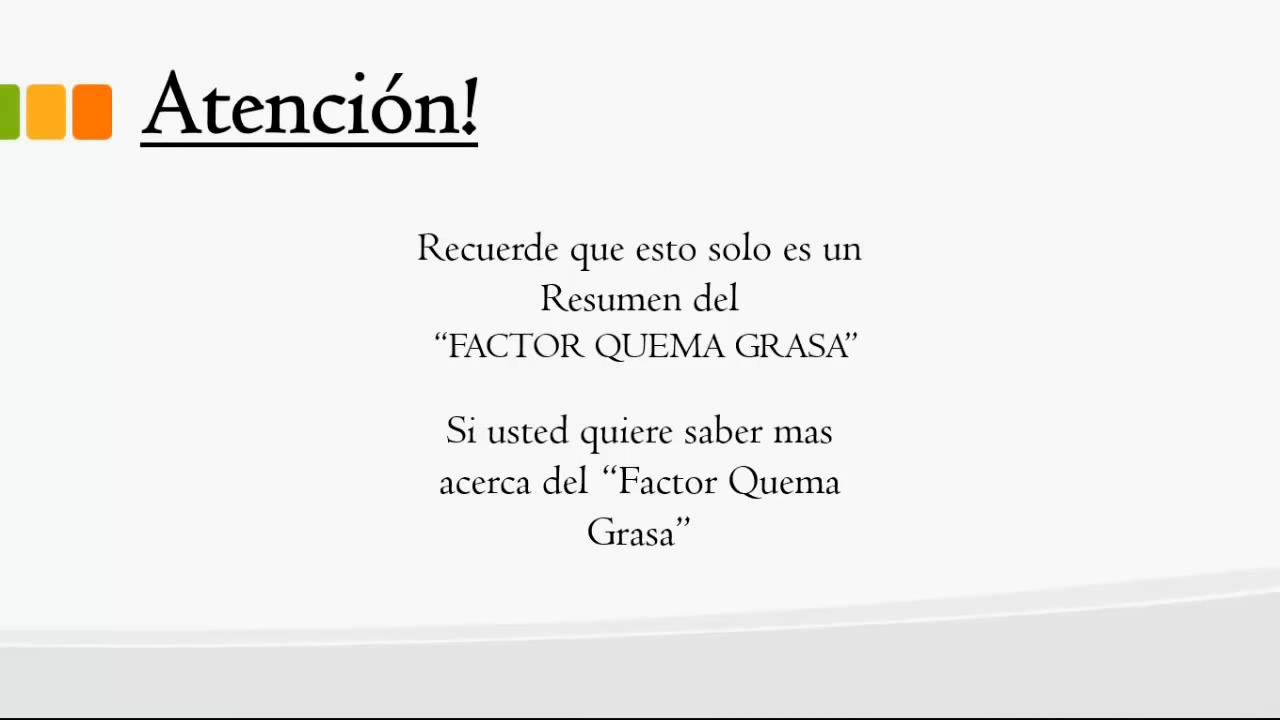 Atención!
Recuerde que esto solo es un
Resumen del
“FACTOR QUEMA GRASA”
Si usted quiere saber mas
acerca del “Factor Quema
Grasa”